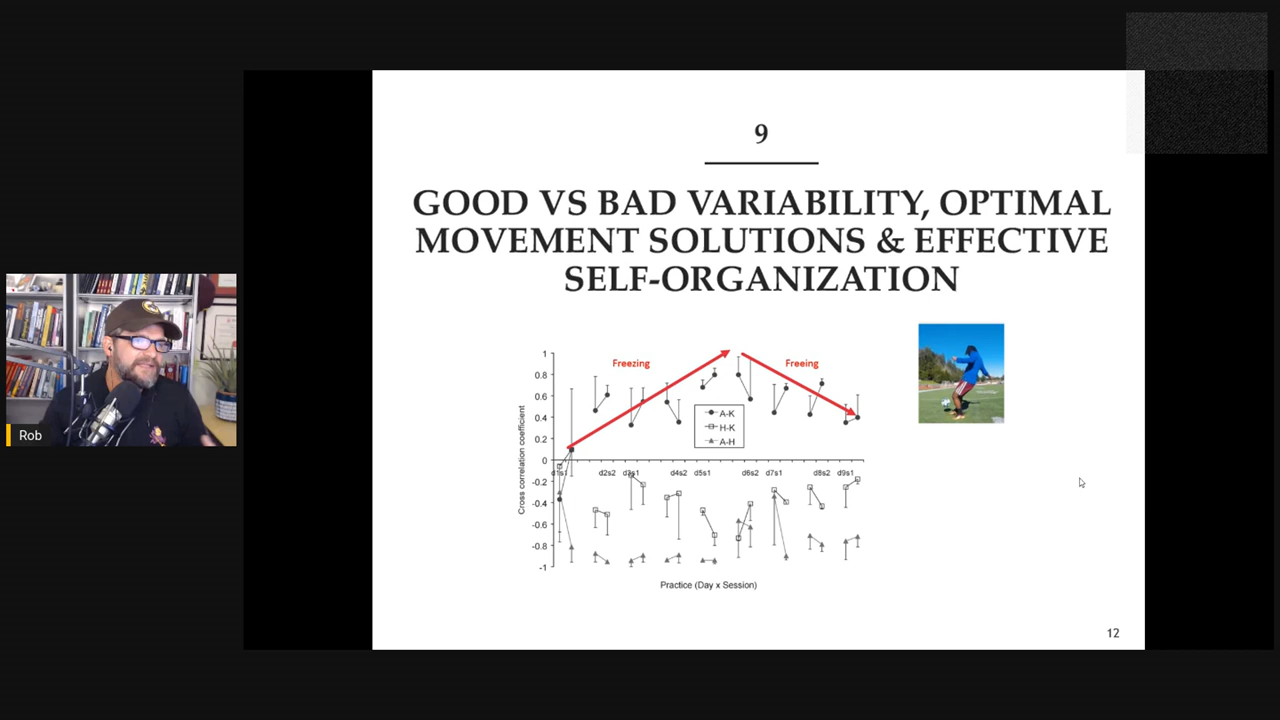 9
GOOD VS BAD VARIABILITY, OPTIMAL
MOVEMENT SOLUTIONS & EFFECTIVE
SELF-ORGANIZATION
Freezing
Freeing
1
0.8
0.6
0.4
0.2
0
-0.2
-0.4
-0.6
-0.8
-1
Cross correlation coefficient
A-K
H-K
A-H
d1s1 d2s2 d3s1 d4s2 d5s1 d6s2 d7s1 d8s2 d9s1
Practice (Day x Session)
12
Rob